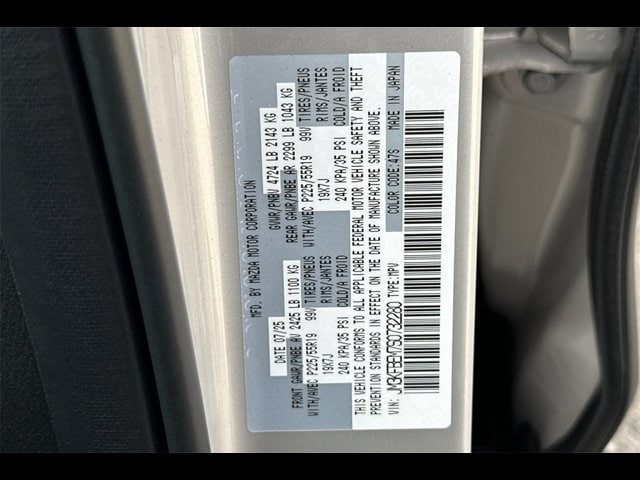 MFD. BY MAZDA MOTOR CORPORATION
DATE 07/25
GVWR/PNBV 4724 LB 2143 KG
FRONT GAWR/PNBE AV 2425 LB 1100 KG
REAR GAWR/PNBE AR 2299 LB 1043 KG
WITH/AVEC P225/55R19 99V TIRES/PNEUS
WITH/AVEC P225/55R19 99V TIRES/PNEUS
19X7J RIMS/JANTES
19X7J RIMS/JANTES
240 KPA/35 PSI COLD/A FROID
240 KPA/35 PSI COLD/A FROID
THIS VEHICLE CONFORMS TO ALL APPLICABLE FEDERAL MOTOR VEHICLE SAFETY AND THEFT
PREVENTION STANDARDS IN EFFECT ON THE DATE OF MANUFACTURE SHOWN ABOVE.
VIN: TYPE:MPV COLOR CODE:47S MADE IN JAPAN